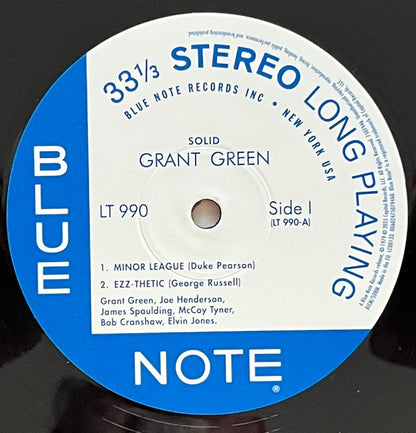 33⅓ STEREO LONG PLAYING
BLUE NOTE RECORDS INC • NEW YORK USA
SOLID
GRANT GREEN
LT 990
Side 1
(LT 990-A)
1. MINOR LEAGUE (Duke Pearson)
2. EZZ-THETIC (George Russell)
Grant Green, Joe Henderson,
James Spaulding, McCoy Tyner,
Bob Cranshaw, Elvin Jones.
BLUE
NOTE®